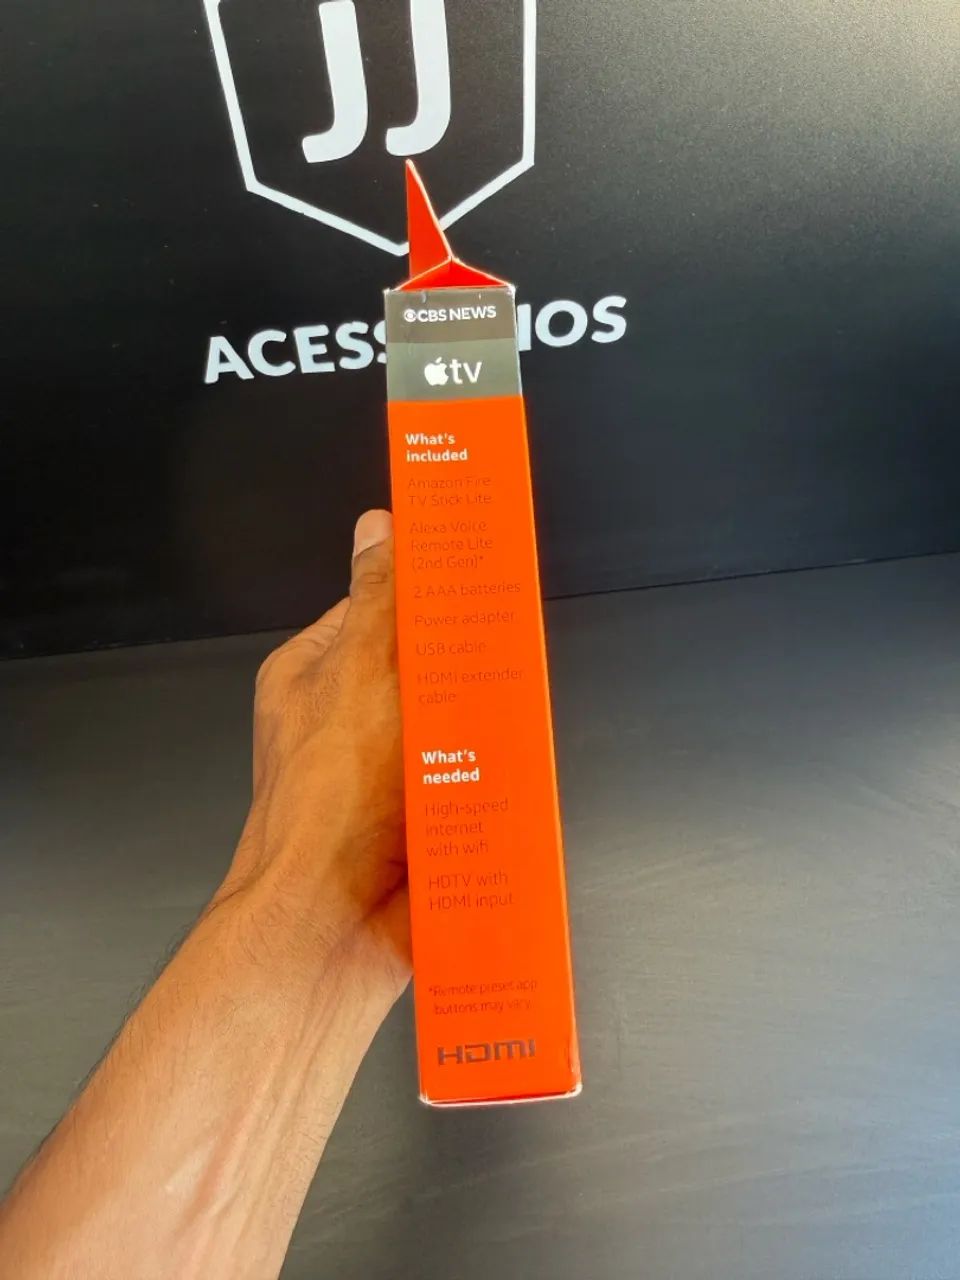 JJ
ACESS IOS
CBS NEWS
tv
What's
included
Amazon Fire
TV Stick Lite
Alexa Voice
Remote Lite
(2nd Gen)*
2 AAA batteries
Power adapter
USB cable
HDMI extender
cable
What's
needed
High-speed
internet
with wifi
HDTV with
HDMI input
*Remote preset app
buttons may vary.
HDMI